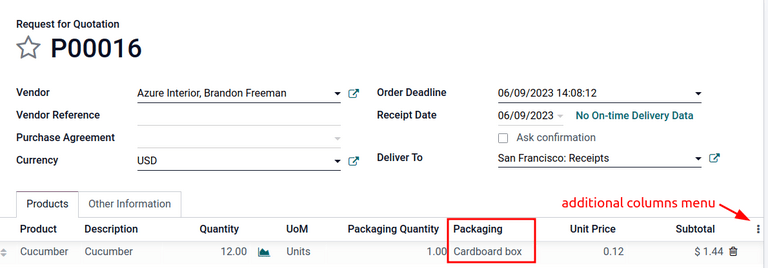 Request for Quotation
P00016
Vendor Azure Interior, Brandon Freeman Order Deadline 06/09/2023 14:08:12
Vendor Reference Receipt Date 06/09/2023 No On-time Delivery Data
Purchase Agreement Ask confirmation
Currency USD Deliver To San Francisco: Receipts
Products Other Information additional columns menu
Product Description Quantity UoM Packaging Quantity Packaging Unit Price Subtotal
Cucumber Cucumber 12.00 Units 1.00 Cardboard box 0.12 $ 1.44